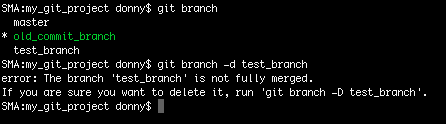 SMA:my_git_project donny$ git branch
  master
* old_commit_branch
  test_branch
SMA:my_git_project donny$ git branch -d test_branch
error: The branch 'test_branch' is not fully merged.
If you are sure you want to delete it, run 'git branch -D test_branch'.
SMA:my_git_project donny$